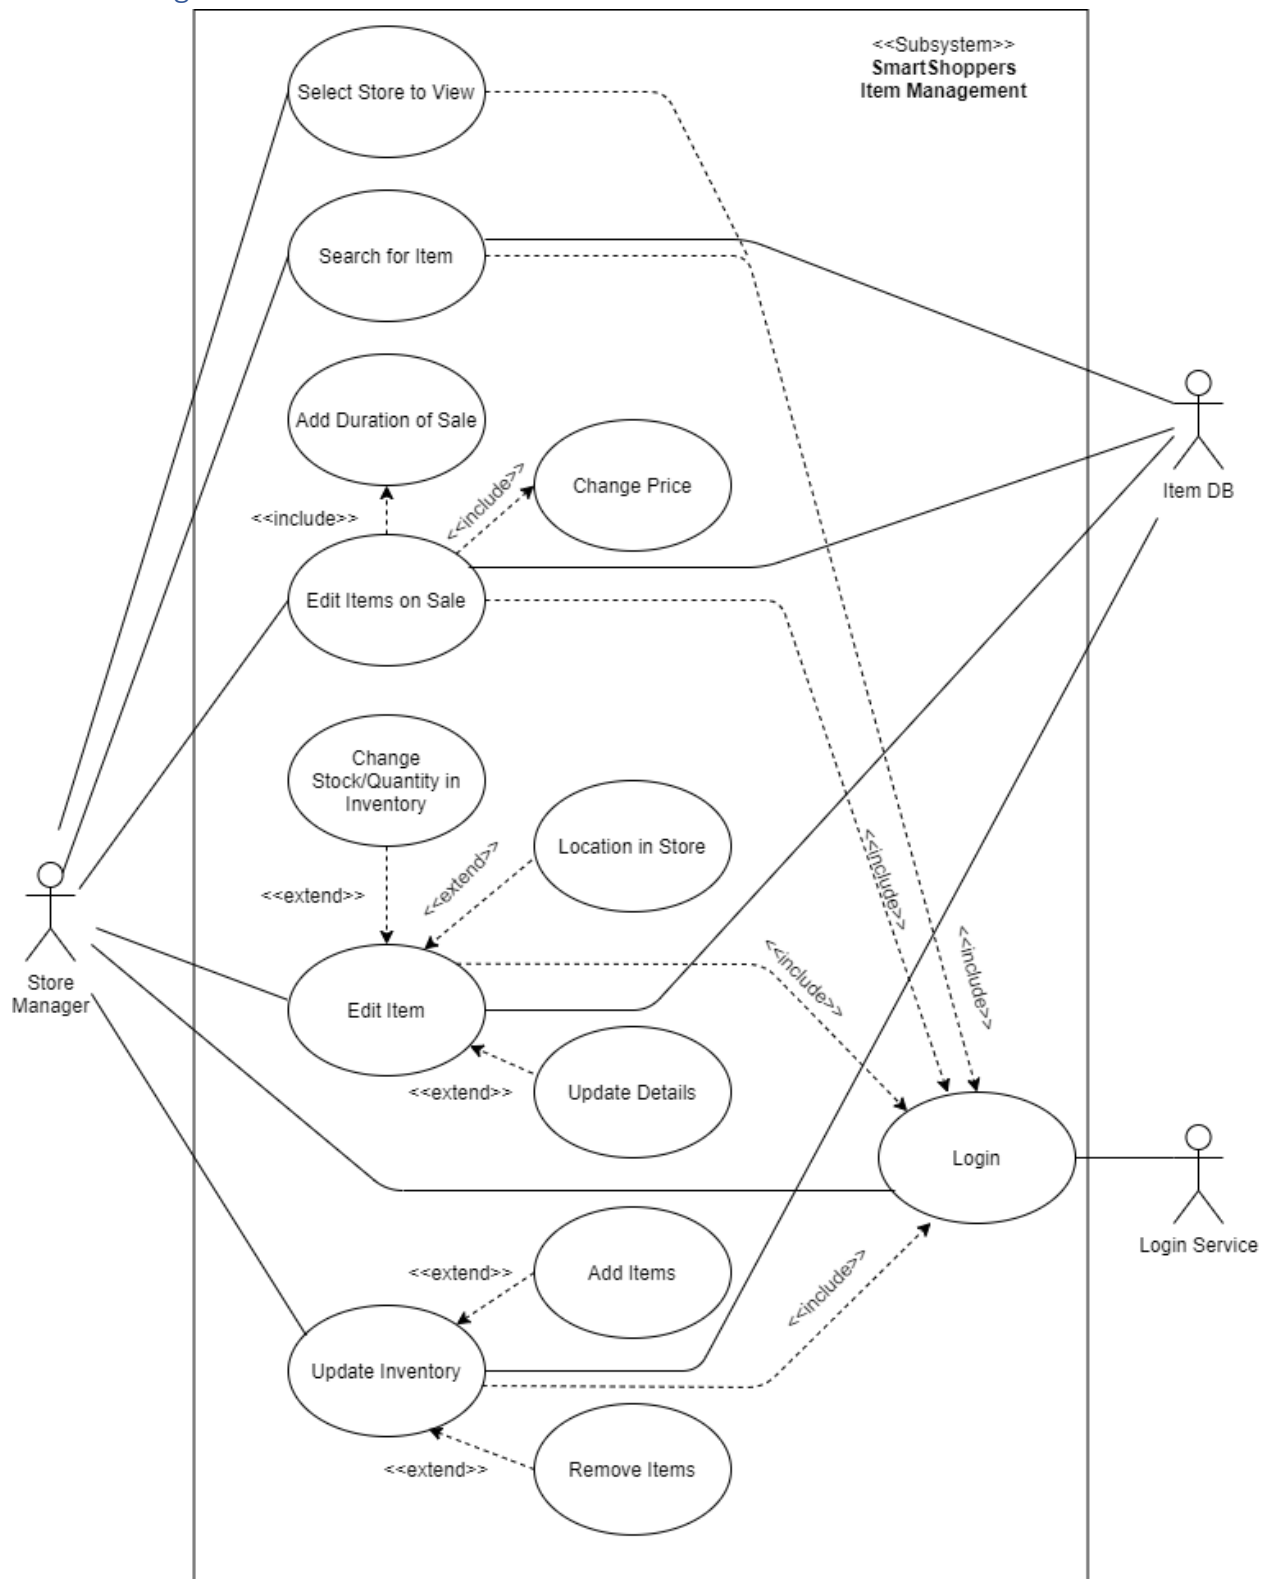 <<Subsystem>>
SmartShoppers
Item Management
Select Store to View
Search for Item
Add Duration of Sale
<<include>>
<<include>>
Change Price
Item DB
Edit Items on Sale
Change
Stock/Quantity in
Inventory
Location in Store
<<extend>>
<<extend>>
<<include>>
<<include>>
<<include>>
Store
Manager
Edit Item
<<extend>>
Update Details
Login
Login Service
<<extend>>
Add Items
<<include>>
Update Inventory
<<extend>>
Remove Items